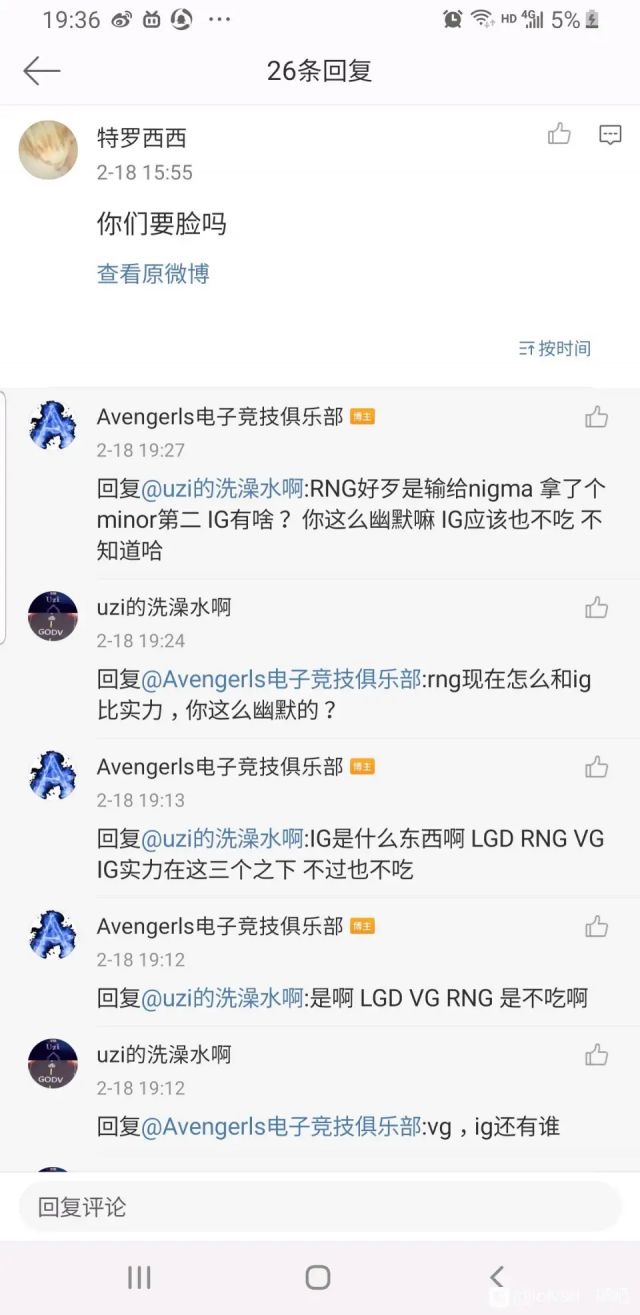 19:36 ... HD 4G 5%
26条回复
特罗西西
2-18 15:55
你们要脸吗
查看原微博
按时间
Avengerls电子竞技俱乐部 博主
2-18 19:27
回复@uzi的洗澡水啊:RNG好歹是输给nigma 拿了个
minor第二 IG有啥？ 你这么幽默嘛 IG应该也不吃 不
知道哈
uzi的洗澡水啊
2-18 19:24
回复@Avengerls电子竞技俱乐部:rng现在怎么和ig
比实力，你这么幽默的？
Avengerls电子竞技俱乐部 博主
2-18 19:13
回复@uzi的洗澡水啊:IG是什么东西啊 LGD RNG VG
IG实力在这三个之下 不过也不吃
Avengerls电子竞技俱乐部 博主
2-18 19:12
回复@uzi的洗澡水啊:是啊 LGD VG RNG 是不吃啊
uzi的洗澡水啊
2-18 19:12
回复@Avengerls电子竞技俱乐部:vg，ig还有谁
回复评论